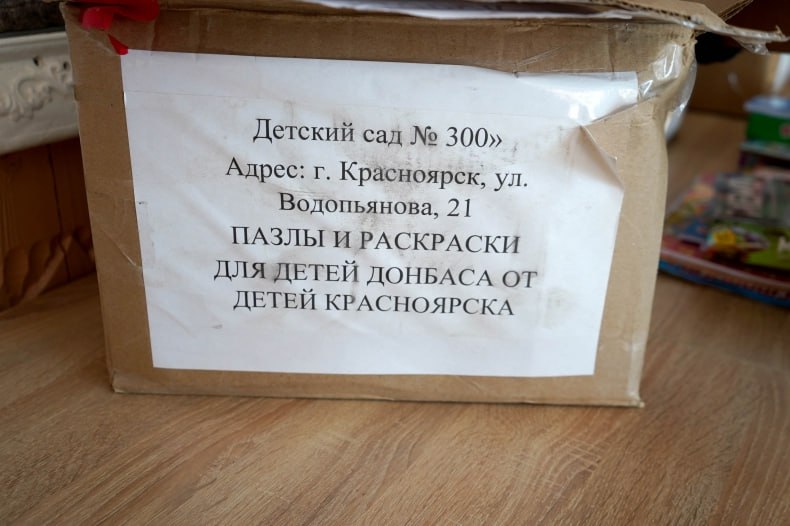 Детский сад № 300»
Адрес: г. Красноярск, ул.
Водопьянова, 21
ПАЗЛЫ И РАСКРАСКИ
ДЛЯ ДЕТЕЙ ДОНБАСА ОТ
ДЕТЕЙ КРАСНОЯРСКА